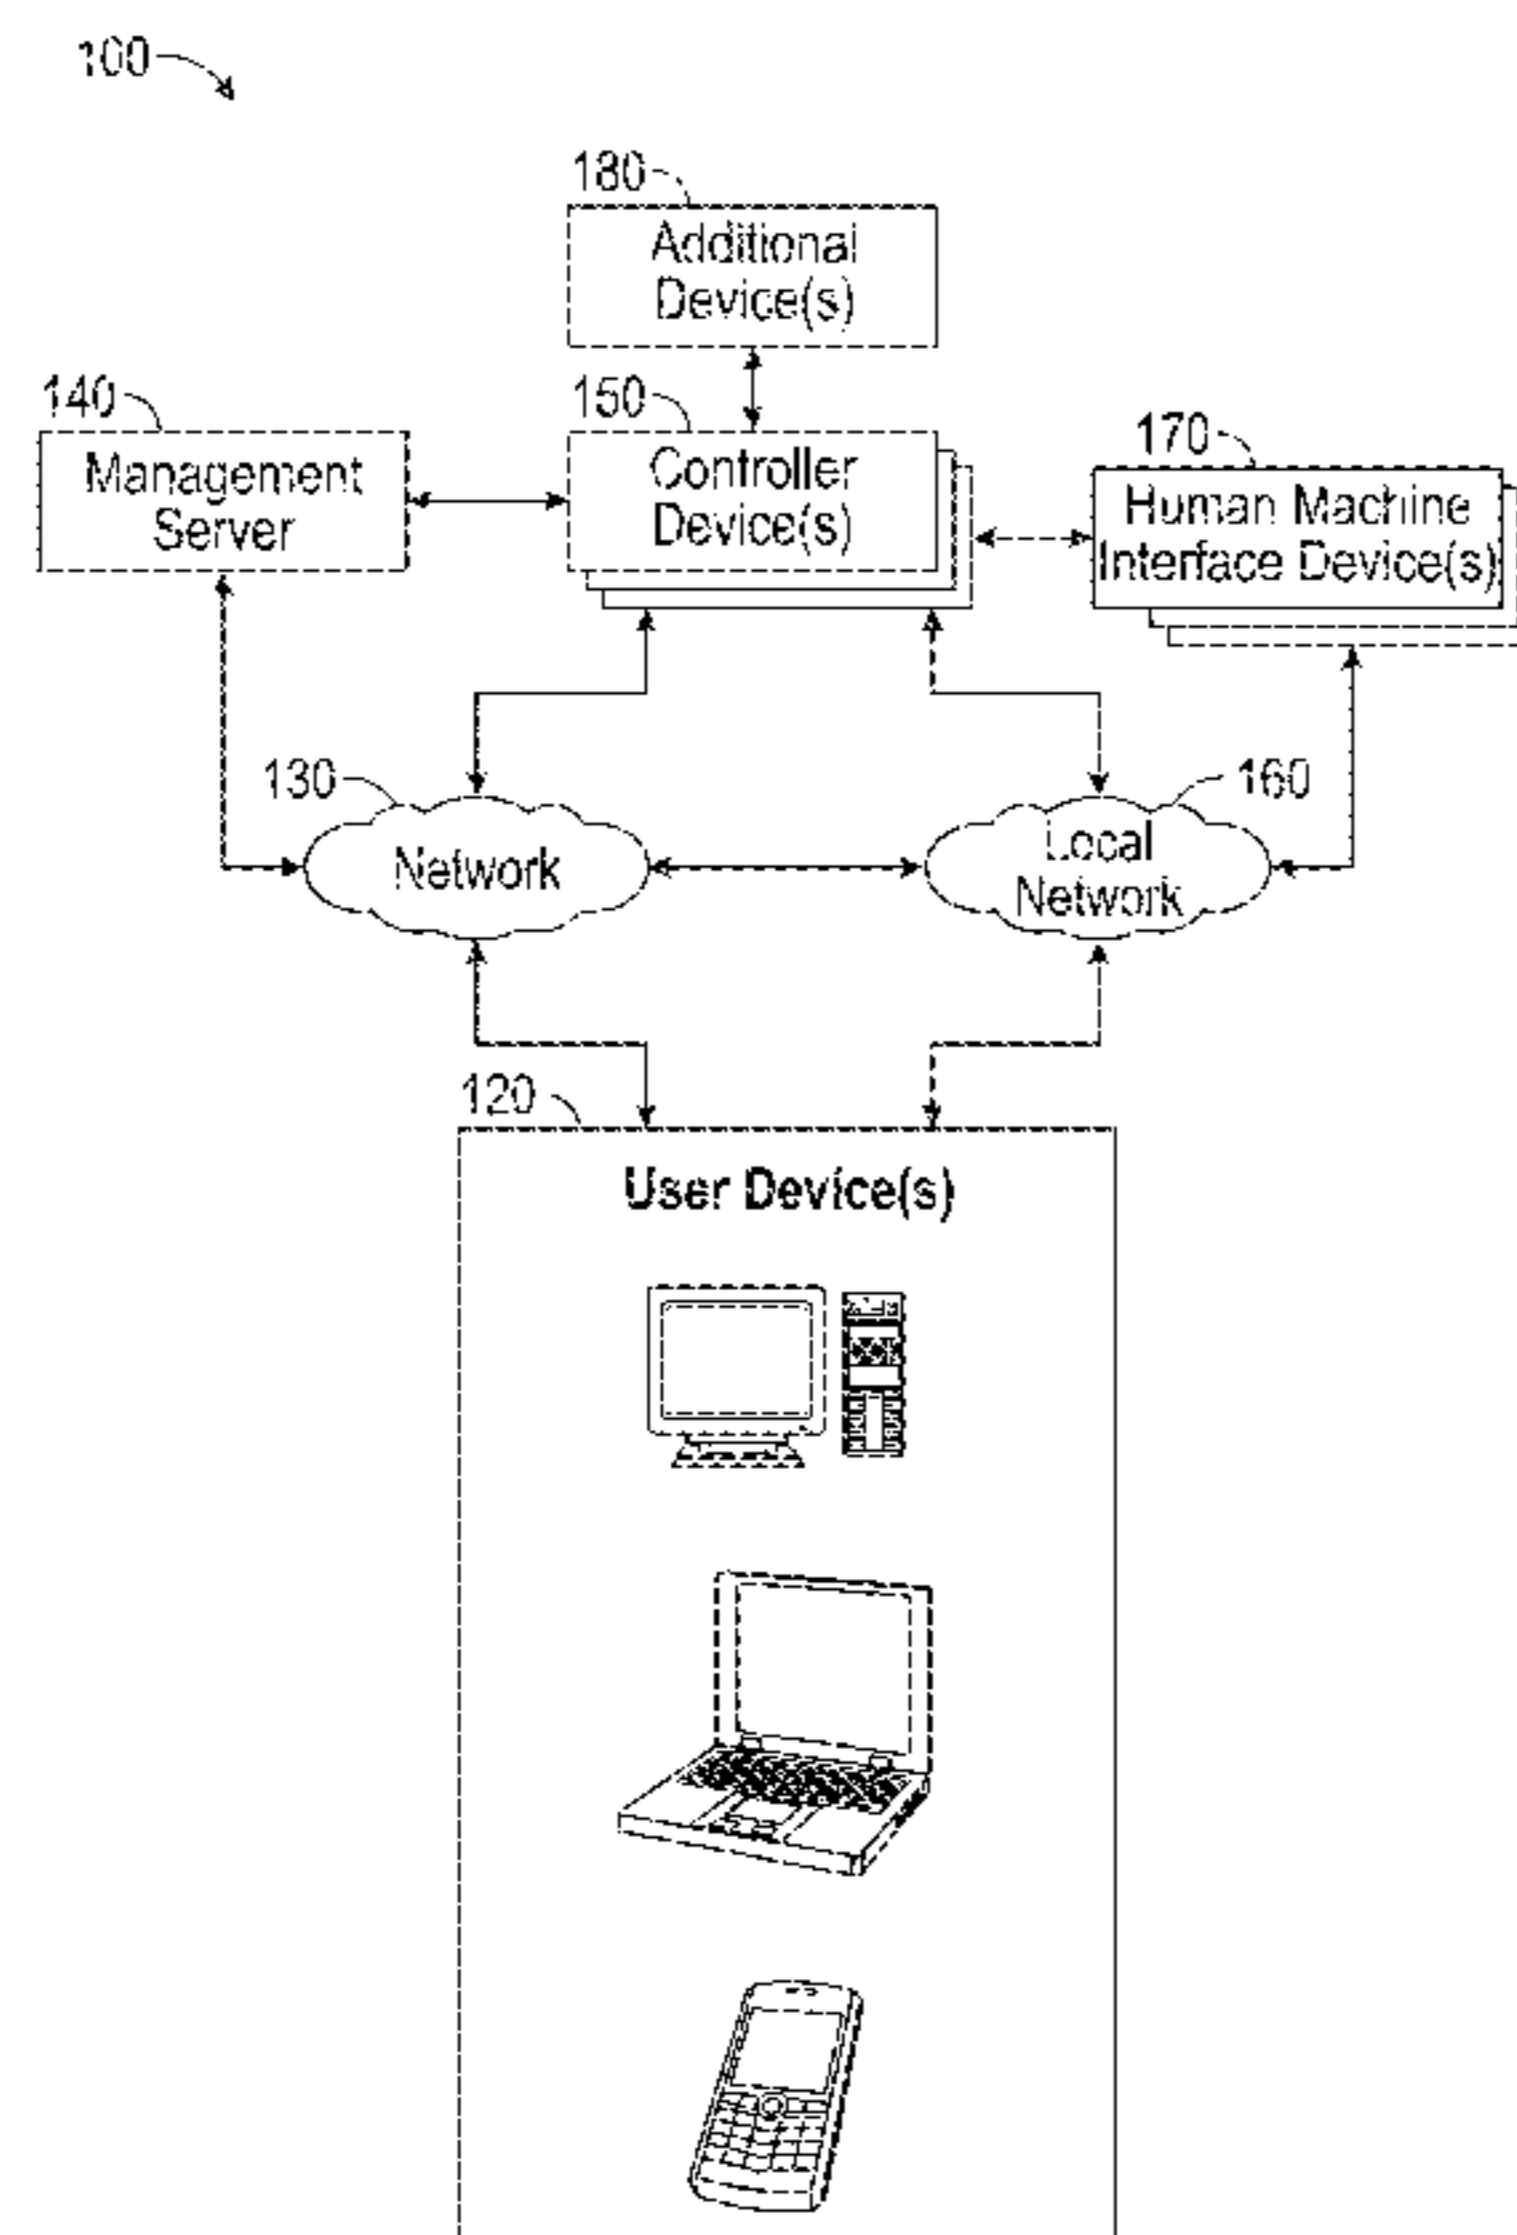 100
180
Additional
Device(s)
140
Management
Server
150
Controller
Device(s)
170
Human Machine
Interface Device(s)
130
Network
160
Local
Network
120
User Device(s)